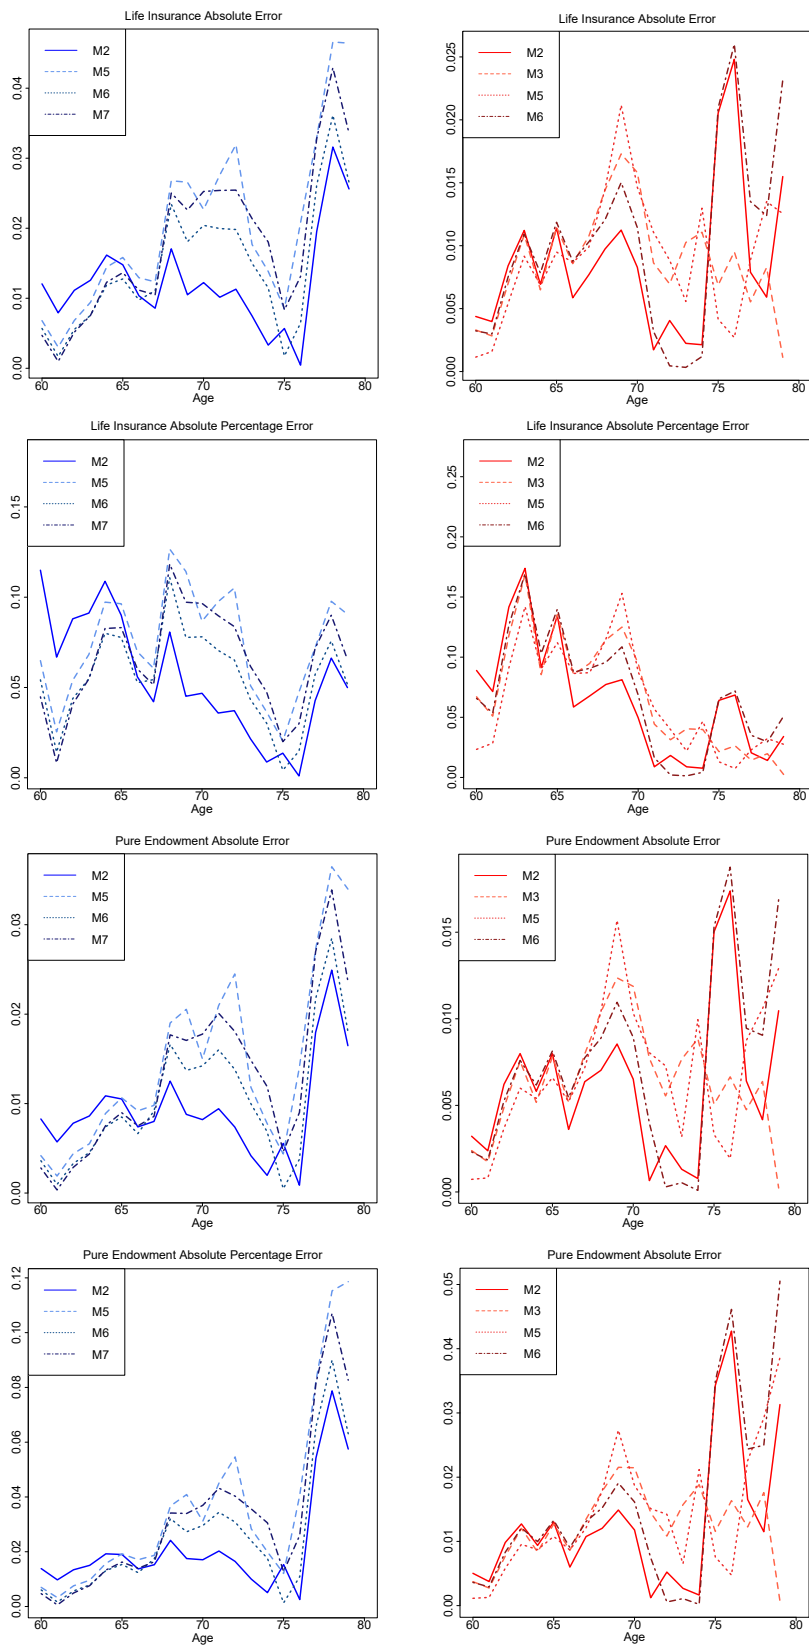 Life Insurance Absolute Error
M2
M5
M6
M7
0.04
0.03
0.02
0.01
0.00
60 65 70 75 80
Age
Life Insurance Absolute Error
M2
M3
M5
M6
0.025
0.020
0.015
0.010
0.005
0.000
60 65 70 75 80
Age
Life Insurance Absolute Percentage Error
M2
M5
M6
M7
0.15
0.10
0.05
0.00
60 65 70 75 80
Age
Life Insurance Absolute Percentage Error
M2
M3
M5
M6
0.25
0.20
0.15
0.10
0.05
0.00
60 65 70 75 80
Age
Pure Endowment Absolute Error
M2
M5
M6
M7
0.03
0.02
0.01
0.00
60 65 70 75 80
Age
Pure Endowment Absolute Error
M2
M3
M5
M6
0.015
0.010
0.005
0.000
60 65 70 75 80
Age
Pure Endowment Absolute Percentage Error
M2
M5
M6
M7
0.12
0.10
0.08
0.06
0.04
0.02
0.00
60 65 70 75 80
Age
Pure Endowment Absolute Error
M2
M3
M5
M6
0.05
0.04
0.03
0.02
0.01
0.00
60 65 70 75 80
Age